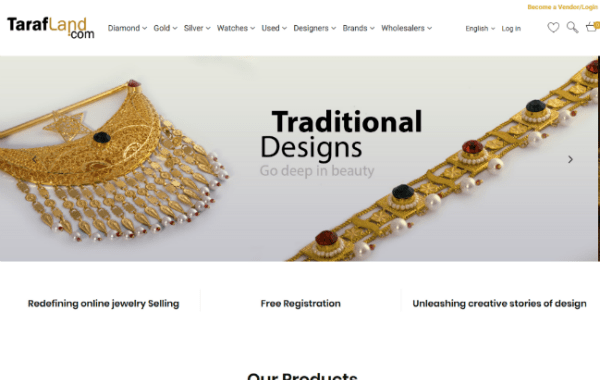 Become a Vendor/Login
TarafLand
.com
Diamond Gold Silver Watches Used Designers Brands Wholesalers English Log in
Traditional
Designs
Go deep in beauty
Redefining online jewelry Selling Free Registration Unleashing creative stories of design
Our Products